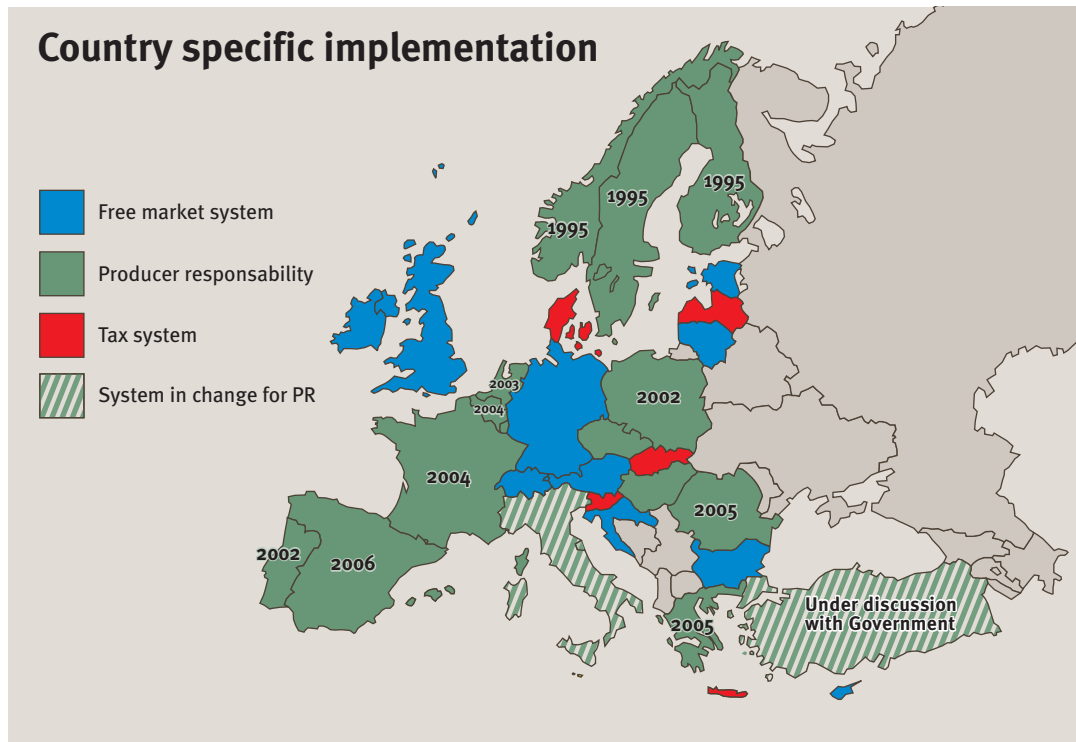 Country specific implementation
Free market system
Producer responsability
Tax system
System in change for PR
1995
1995
1995
2003
2004
2002
2004
2005
2002
2006
2005
Under discussion
with Government